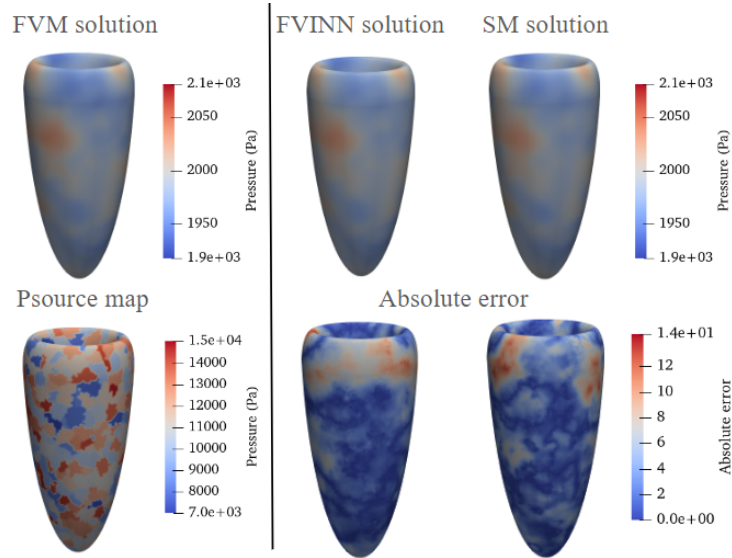 FVM solution
FVINN solution
SM solution
2.1e+03
2050
2000
1950
1.9e+03
Pressure (Pa)
2.1e+03
2050
2000
1950
1.9e+03
Pressure (Pa)
Psource map
Absolute error
1.5e+04
14000
13000
12000
11000
10000
9000
8000
7.0e+03
Pressure (Pa)
1.4e+01
12
10
8
6
4
2
0.0e+00
Absolute error